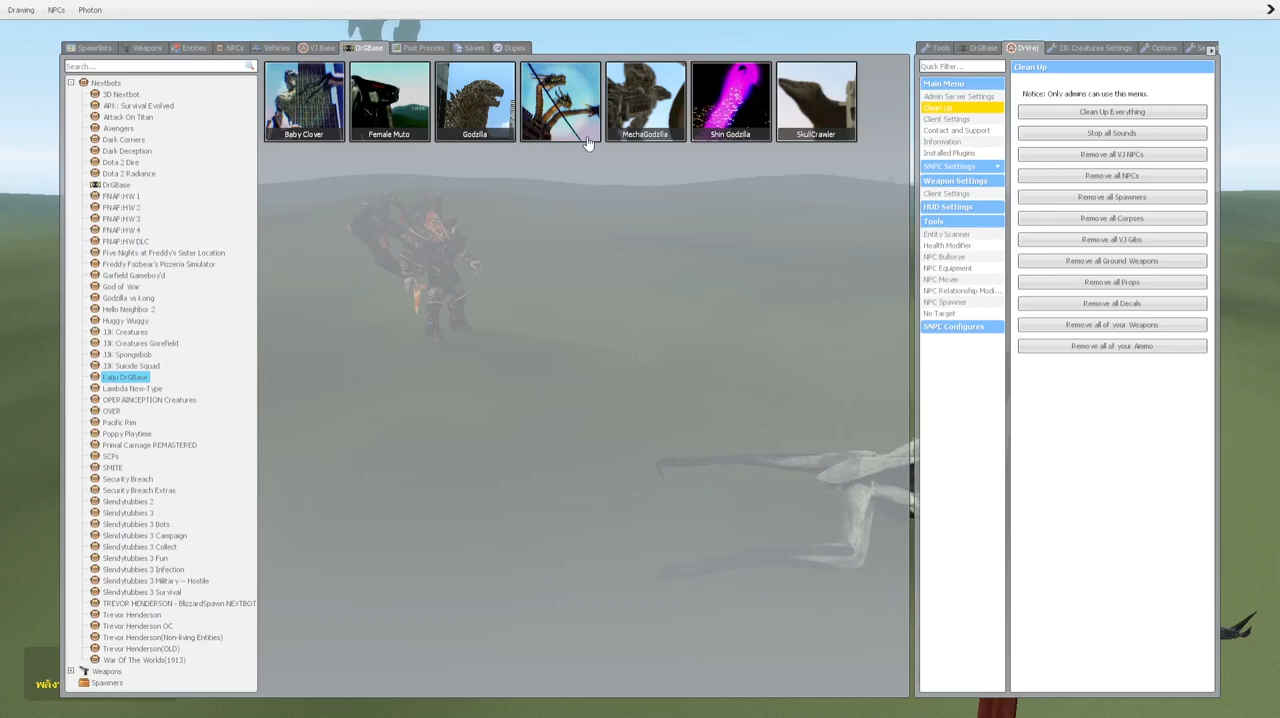 Drawing NPCs Photon
Spawnlists Weapons Entities NPCs Vehicles VJ Base DrGBase Post Process Saves Dupes
Tools DrGBase DrVrej JJK Creatures Settings Options
Search...
Nextbots
3D Nextbot
ARK: Survival Evolved
Attack On Titan
Avengers
Dark Corners
Dark Deception
Dota 2 Dire
Dota 2 Radiance
DrGBase
FNAF:HW 1
FNAF:HW 2
FNAF:HW 3
FNAF:HW 4
FNAF:HW DLC
Five Nights at Freddy's Sister Location
Freddy Fazbear's Pizzeria Simulator
Garfield Gameboy'd
God of War
Godzilla vs Kong
Hello Neighbor 2
Huggy Wuggy
JJK Creatures
JJK Creatures Gorefield
JJK Spongebob
JJK Suicide Squad
Kaiju DrGBase
Lambda New-Type
OPERAINCEPTION Creatures
OVER
Pacific Rim
Poppy Playtime
Primal Carnage REMASTERED
SCPs
SMITE
Security Breach
Security Breach Extras
Slendytubbies 2
Slendytubbies 3
Slendytubbies 3 Bots
Slendytubbies 3 Campaign
Slendytubbies 3 Collect
Slendytubbies 3 Fun
Slendytubbies 3 Infection
Slendytubbies 3 Military -- Hostile
Slendytubbies 3 Survival
TREVOR HENDERSON - BlizzardSpawn NEXTBOT
Trevor Henderson
Trevor Henderson OC
Trevor Henderson(Non-living Entities)
Trevor Henderson(OLD)
War Of The Worlds(1913)
Weapons
Spawners
Baby Clover Female Muto Godzilla MechaGodzilla Shin Godzilla SkullCrawler
Quick Filter...
Main Menu
Admin Server Settings
Clean Up
Client Settings
Contact and Support
Information
Installed Plugins
SNPC Settings
Weapon Settings
Client Settings
HUD Settings
Tools
Entity Scanner
Health Modifier
NPC Bullseye
NPC Equipment
NPC Mover
NPC Relationship Modi...
NPC Spawner
No Target
SNPC Configures
Clean Up
Notice: Only admins can use this menu.
Clean Up Everything
Stop all Sounds
Remove all VJ NPCs
Remove all NPCs
Remove all Spawners
Remove all Corpses
Remove all VJ Gibs
Remove all Ground Weapons
Remove all Props
Remove all Decals
Remove all of your Weapons
Remove all of your Ammo